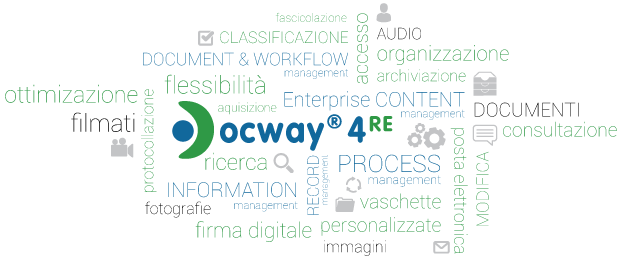 fascicolazione
accesso
AUDIO
CLASSIFICAZIONE
organizzazione
DOCUMENT & WORKFLOW
management
archiviazione
flessibilità
ottimizzazione
protocollazione
acquisizione
Enterprise CONTENT
management
DOCUMENTI
filmati
Docway® 4RE
consultazione
posta elettronica
MODIFICA
ricerca
RECORD
management
PROCESS
management
INFORMATION
management
fotografie
vaschette
personalizzate
firma digitale
immagini